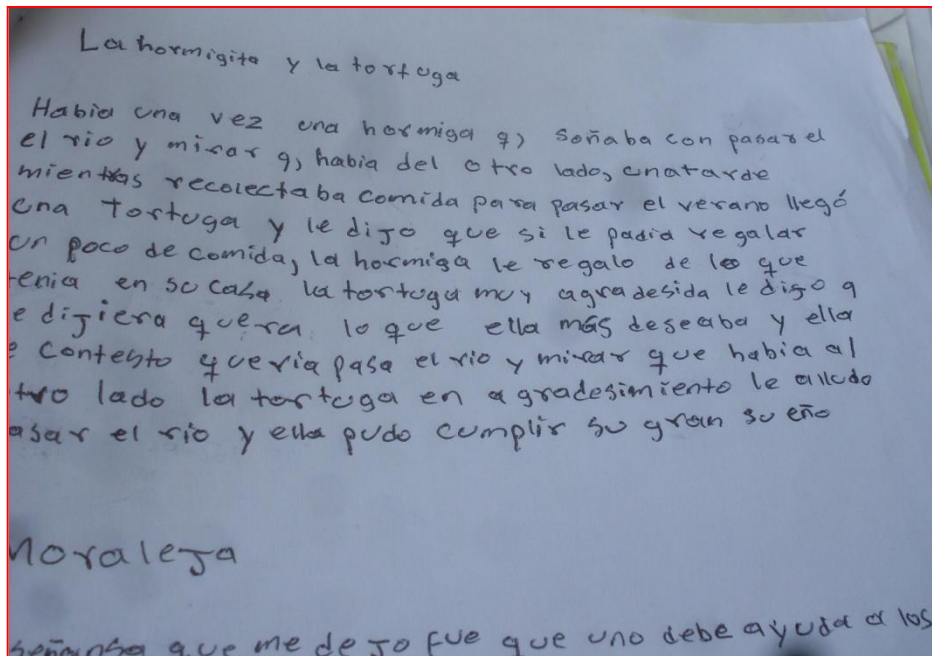 La hormigita y la tortuga
Habia una vez una hormiga q, soñaba con pasar el
el rio y mirar q, habia del otro lado, una tarde
mientras recolectaba comida para pasar el verano llegó
una Tortuga y le dijo que si le padia regalar
un poco de comida, la hormiga le regalo de lo que
tenia en su casa la tortuga muy agradesida le dijo q
e dijiera quera lo que ella más deseaba y ella
e contesto queria pasa el rio y mirar que habia al
tro lado la tortuga en agradesimiento le alludo
asar el rio y ella pudo cumplir su gran sueño
moraleja
señansa que me dejo fue que uno debe ayuda a los